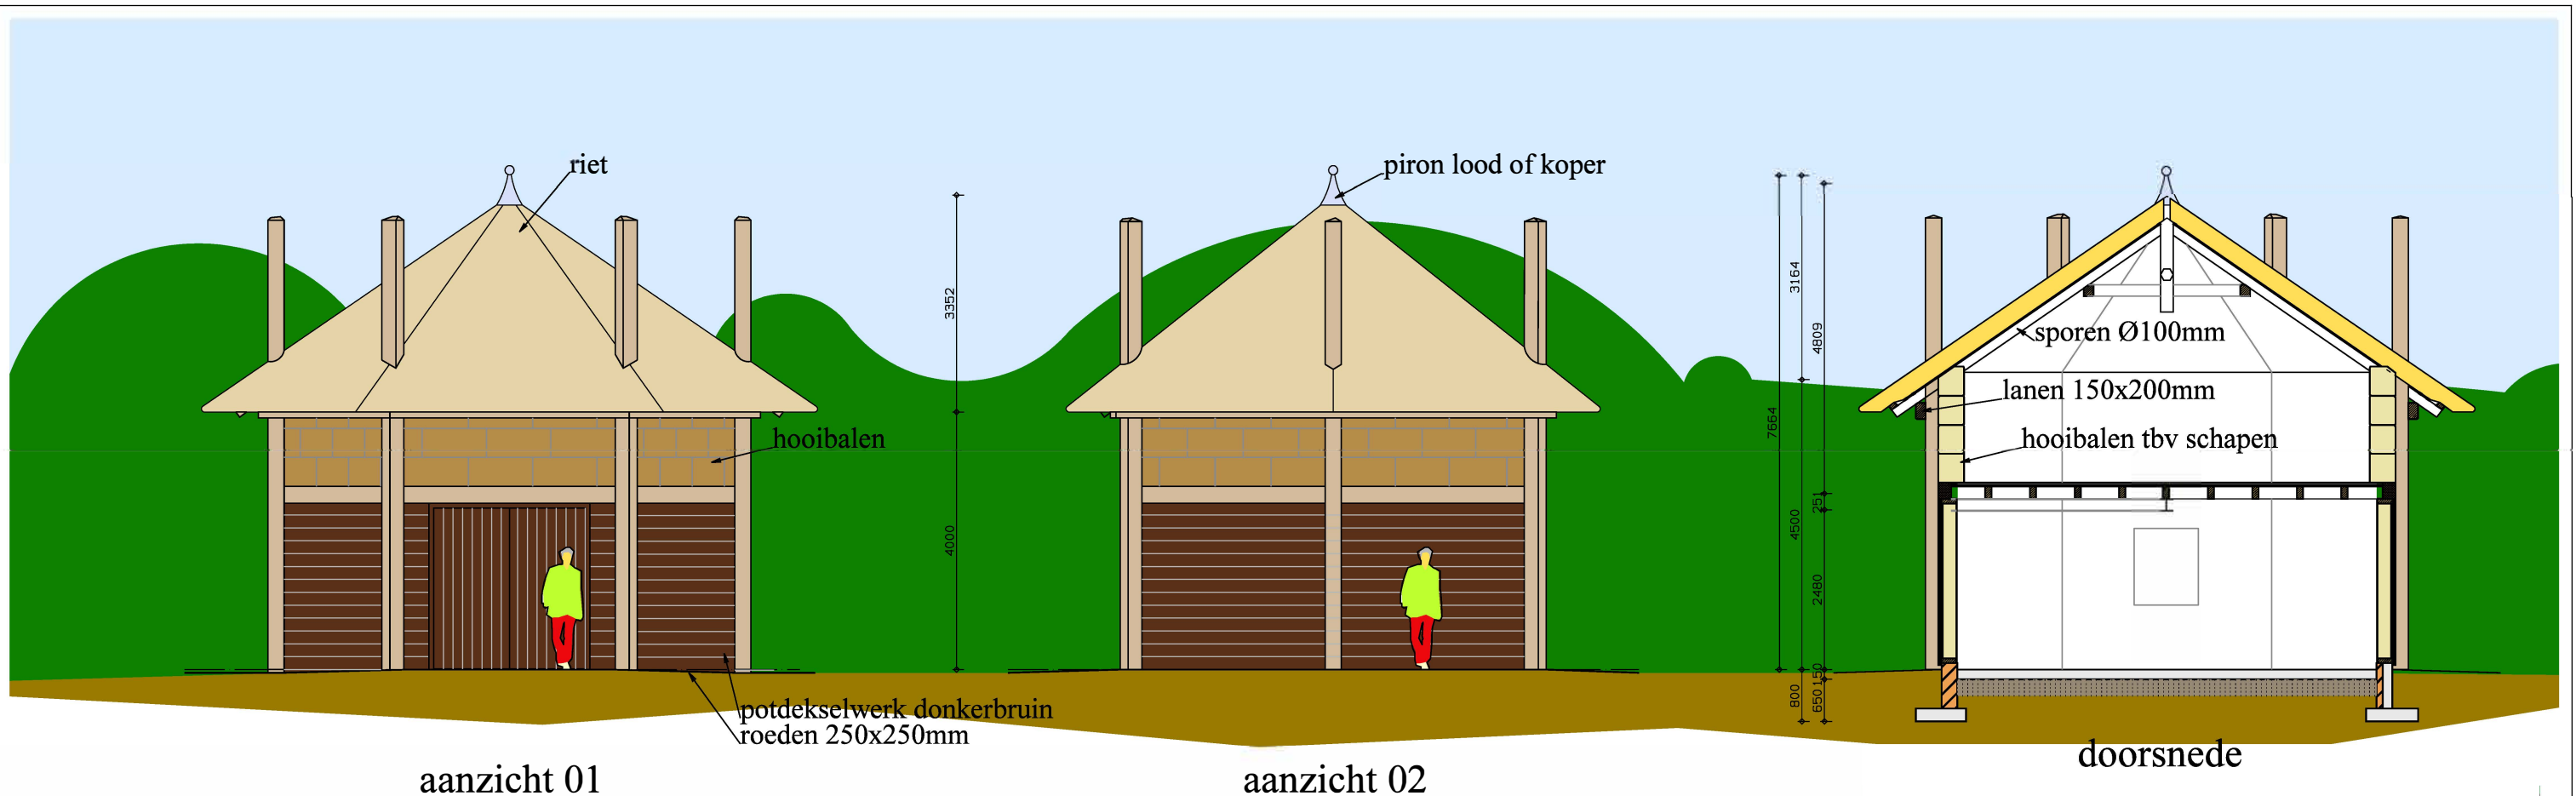 riet
hooibalen
potdekselwerk donkerbruin
roeden 250x250mm
aanzicht 01
3352
4000
piron lood of koper
aanzicht 02
7664
3164
4500
800
4809
251
2480
150
650
sporen Ø100mm
lanen 150x200mm
hooibalen tbv schapen
doorsnede